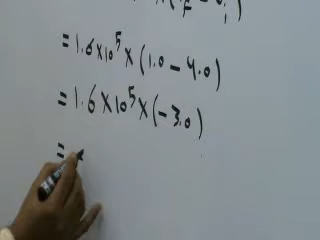 = 1.6×10⁵ × (1.0 − 4.0)
= 1.6×10⁵×(−3.0)
=